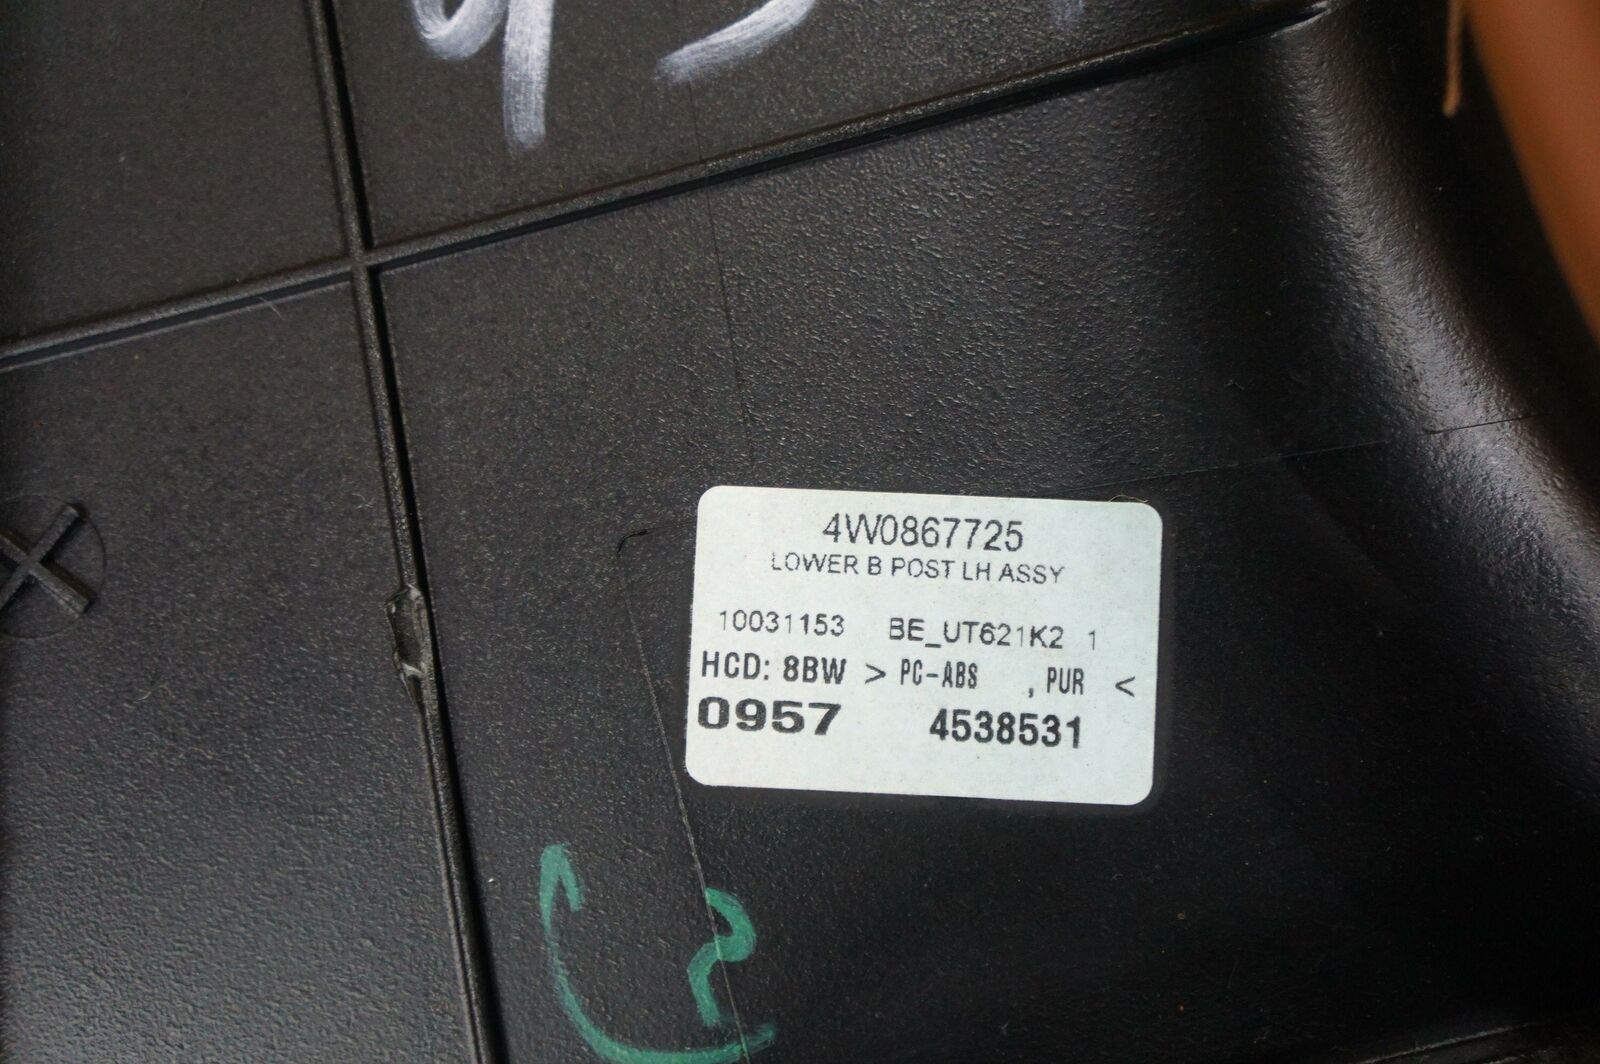 4W0867725
LOWER B POST LH ASSY
10031153 BE_UT621K2 1
HCD: 8BW > PC-ABS , PUR <
0957 4538531